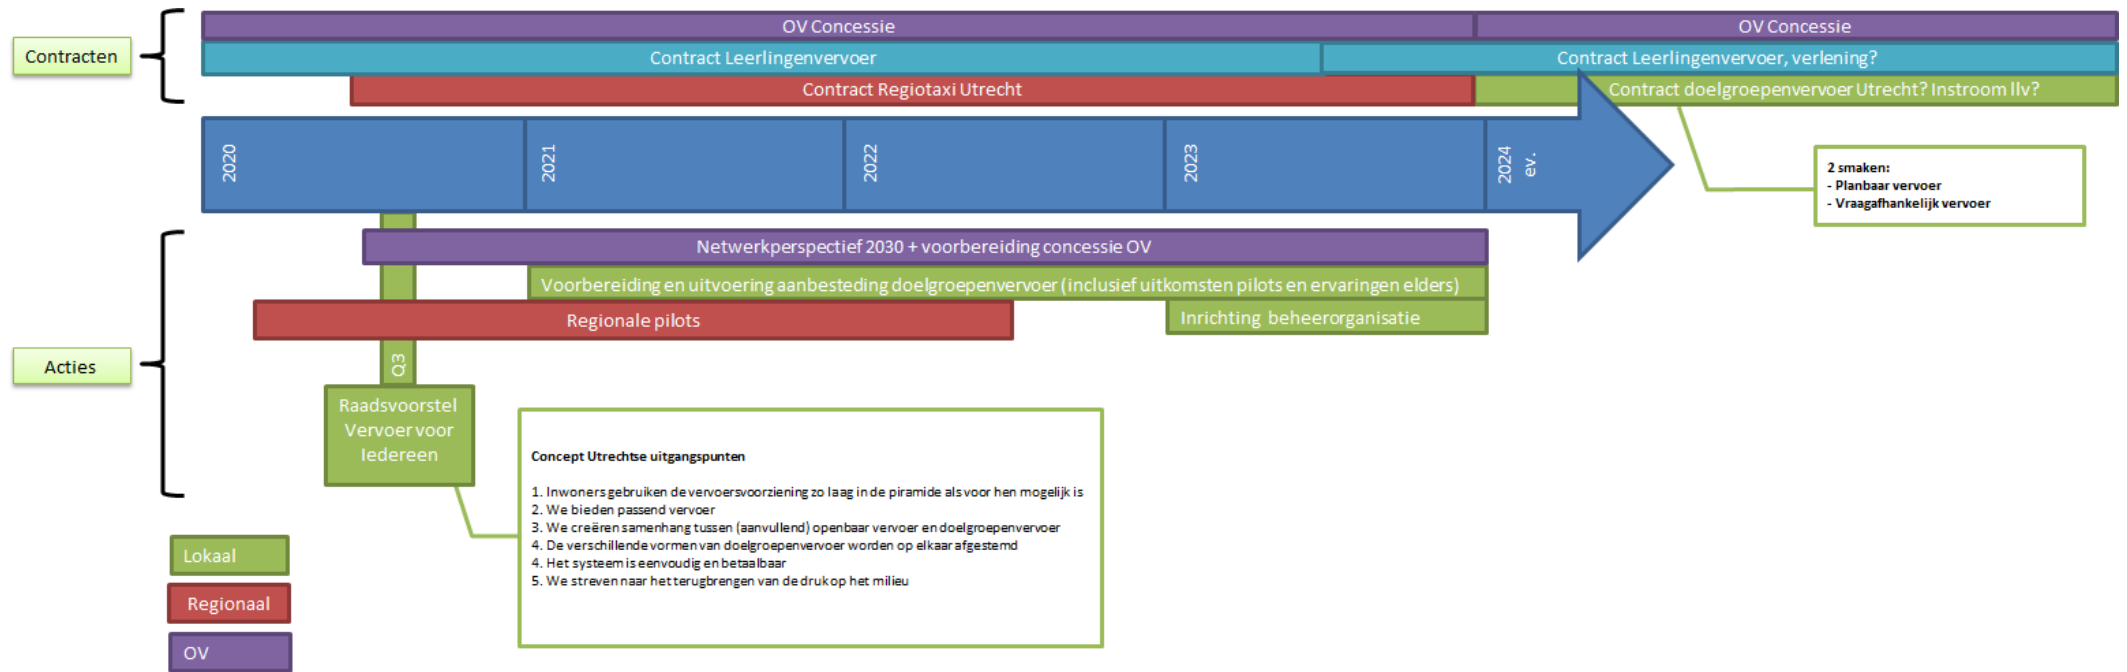 Contracten
OV Concessie
OV Concessie
Contract Leerlingenvervoer
Contract Leerlingenvervoer, verlening?
Contract Regiotaxi Utrecht
Contract doelgroepenvervoer Utrecht? Instroom llv?
2020
2021
2022
2023
2024
ev.
2 smaken:
- Planbaar vervoer
- Vraagafhankelijk vervoer
Acties
Netwerkperspectief 2030 + voorbereiding concessie OV
Voorbereiding en uitvoering aanbesteding doelgroepenvervoer (inclusief uitkomsten pilots en ervaringen elders)
Regionale pilots
Inrichting beheerorganisatie
Q3
Raadsvoorstel
Vervoer voor
Iedereen
Concept Utrechtse uitgangspunten
1. Inwoners gebruiken de vervoersvoorziening zo laag in de piramide als voor hen mogelijk is
2. We bieden passend vervoer
3. We creëren samenhang tussen (aanvullend) openbaar vervoer en doelgroepenvervoer
4. De verschillende vormen van doelgroepenvervoer worden op elkaar afgestemd
4. Het systeem is eenvoudig en betaalbaar
5. We streven naar het terugbrengen van de druk op het milieu
Lokaal
Regionaal
OV